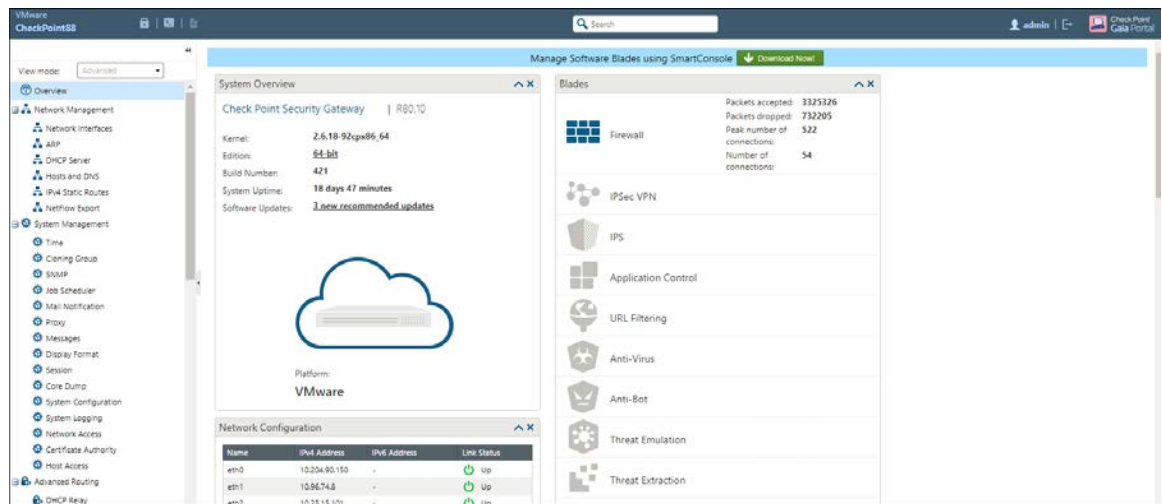 VMware
CheckPoint88
Search
admin
Check Point
Gaia Portal
Manage Software Blades using SmartConsole
Download Now!
View mode: Advanced
Overview
Network Management
Network Interfaces
ARP
DHCP Server
Hosts and DNS
IPv4 Static Routes
NetFlow Export
System Management
Time
Cloning Group
SNMP
Job Scheduler
Mail Notification
Proxy
Messages
Display Format
Session
Core Dump
System Configuration
System Logging
Network Access
Certificate Authority
Host Access
Advanced Routing
DHCP Relay
System Overview
Check Point Security Gateway | R80.10
Kernel: 2.6.18-92cpx86_64
Edition: 64-bit
Build Number: 421
System Uptime: 18 days 47 minutes
Software Updates: 3 new recommended updates
Platform:
VMware
Network Configuration
Name IPv4 Address IPv6 Address Link Status
eth0 10.204.90.150 - Up
eth1 10.96.74.8 - Up
eth2 10.25.15.101 - Up
Blades
Firewall
Packets accepted: 3325326
Packets dropped: 732205
Peak number of 522
connections:
Number of 54
connections:
IPSec VPN
IPS
Application Control
URL Filtering
Anti-Virus
Anti-Bot
Threat Emulation
Threat Extraction